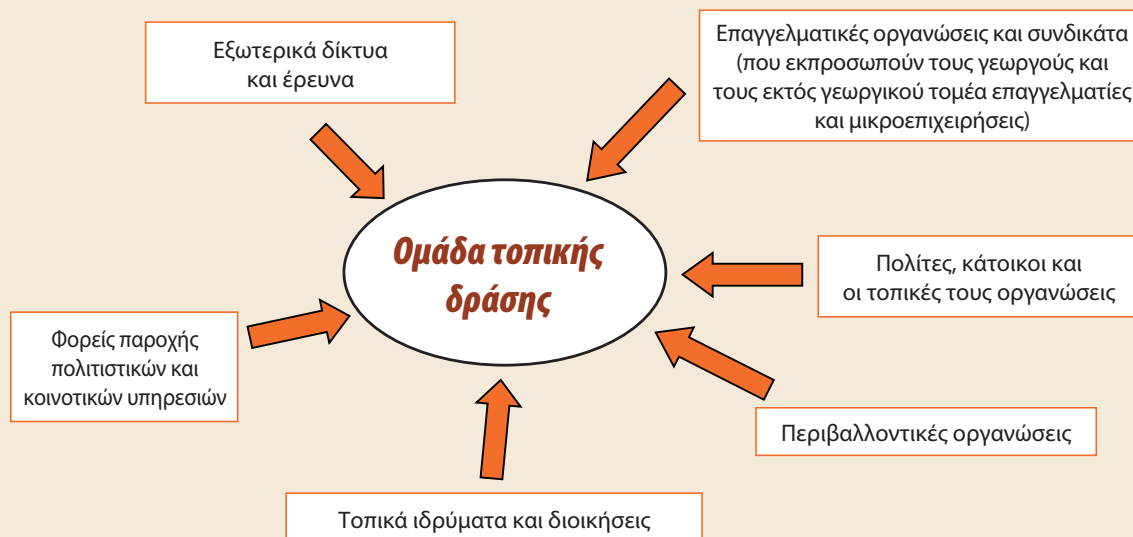 Εξωτερικά δίκτυα
και έρευνα
Επαγγελματικές οργανώσεις και συνδικάτα
(που εκπροσωπούν τους γεωργούς και
τους εκτός γεωργικού τομέα επαγγελματίες
και μικροεπιχειρήσεις)
Ομάδα τοπικής
δράσης
Πολίτες, κάτοικοι και
οι τοπικές τους οργανώσεις
Φορείς παροχής
πολιτιστικών και
κοινοτικών υπηρεσιών
Περιβαλλοντικές οργανώσεις
Τοπικά ιδρύματα και διοικήσεις